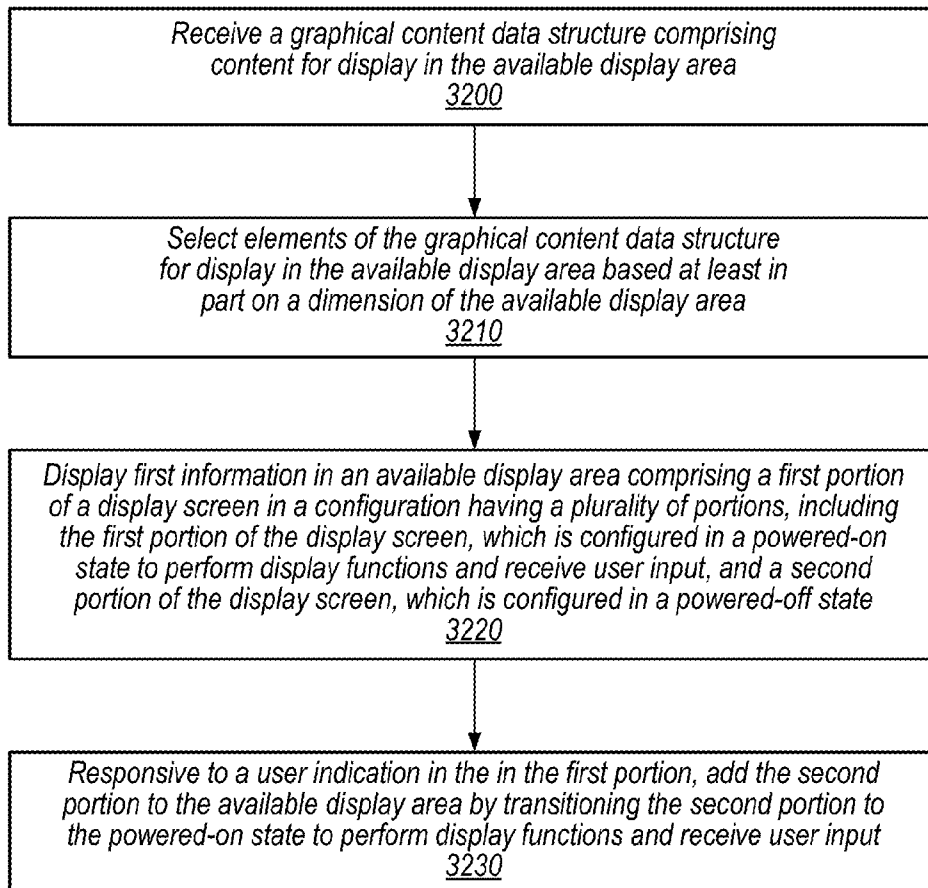 Receive a graphical content data structure comprising
content for display in the available display area
3200
Select elements of the graphical content data structure
for display in the available display area based at least in
part on a dimension of the available display area
3210
Display first information in an available display area comprising a first portion
of a display screen in a configuration having a plurality of portions, including
the first portion of the display screen, which is configured in a powered-on
state to perform display functions and receive user input, and a second
portion of the display screen, which is configured in a powered-off state
3220
Responsive to a user indication in the in the first portion, add the second
portion to the available display area by transitioning the second portion to
the powered-on state to perform display functions and receive user input
3230